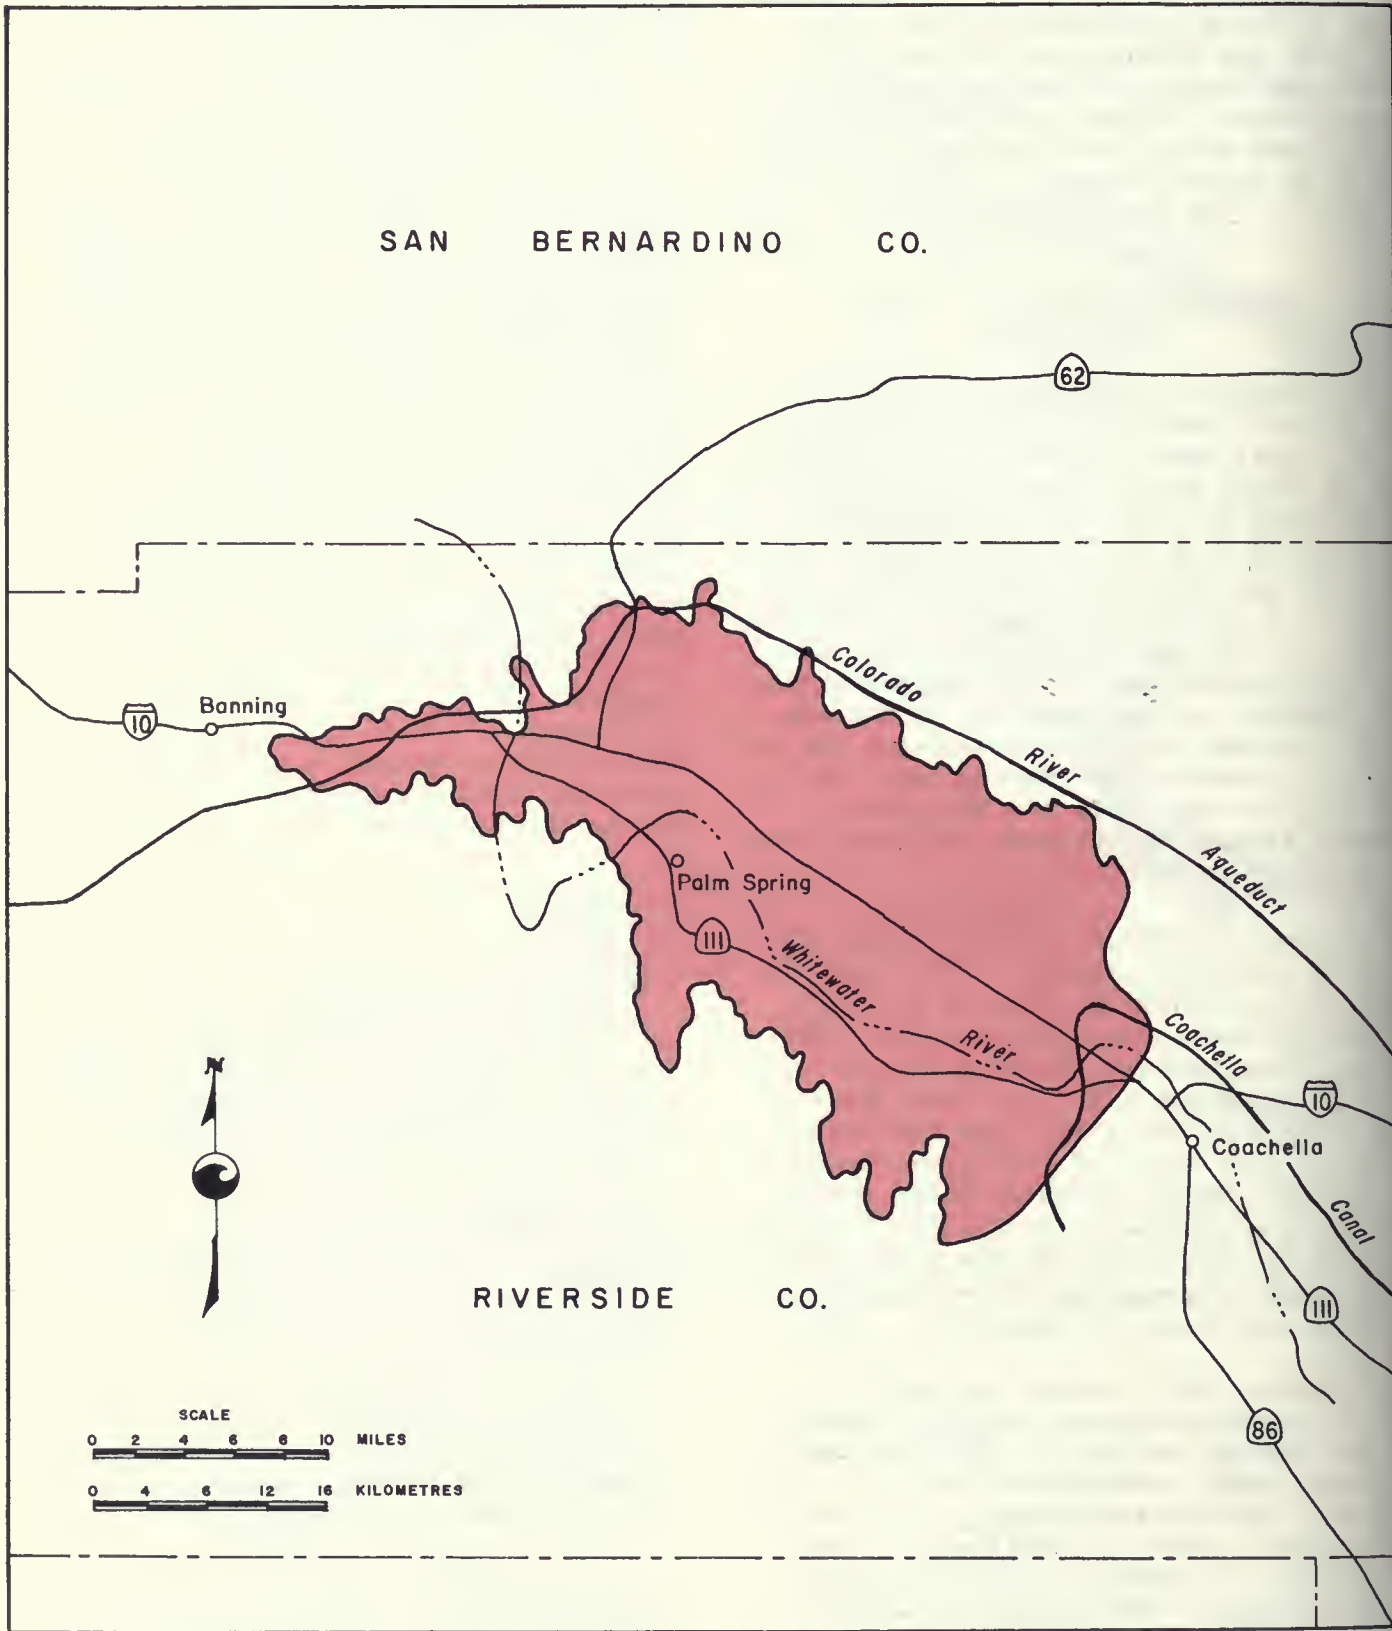 SAN BERNARDINO CO.
62
Colorado
River
Aqueduct
10
Banning
Palm Spring
111
Whitewater
River
Coachella
Canal
10
Coachella
N
RIVERSIDE CO.
111
86
SCALE
0 2 4 6 8 10 MILES
0 4 6 12 16 KILOMETRES